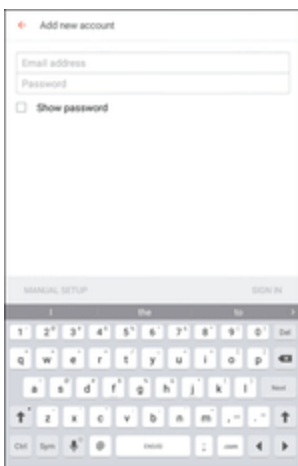 Add new account
Email address
Password
Show password
MANUAL SETUP SIGN IN
I the to
1 2 3 4 5 6 7 8 9 0 Del
q w e r t y u i o p
a s d f g h j k l Next
z x c v b n m , .
Ctrl Sym @ .com